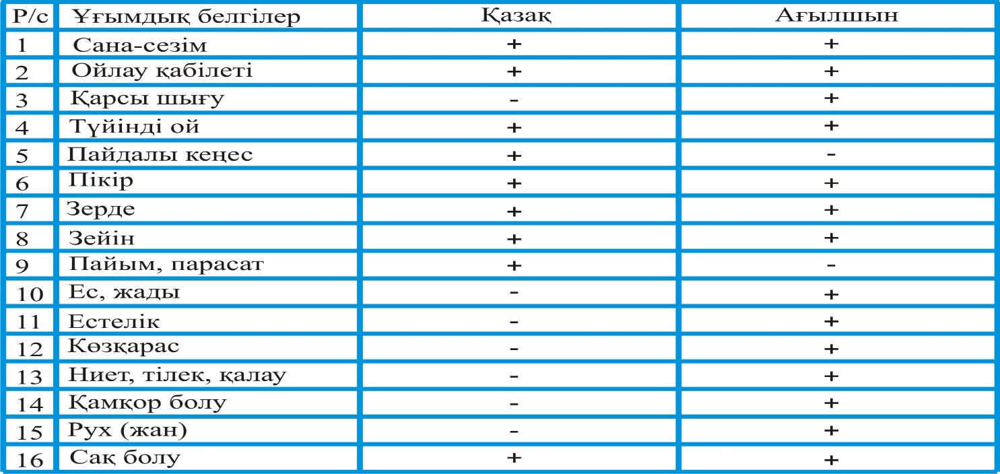 Р/с Ұғымдық белгілер Қазақ Ағылшын
1 Сана-сезім + +
2 Ойлау қабілеті + +
3 Қарсы шығу - +
4 Түйінді ой + +
5 Пайдалы кеңес + -
6 Пікір + +
7 Зерде + +
8 Зейін + +
9 Пайым, парасат + -
10 Ес, жады - +
11 Естелік - +
12 Көзқарас - +
13 Ниет, тілек, қалау - +
14 Қамқор болу - +
15 Рух (жан) - +
16 Сақ болу + +